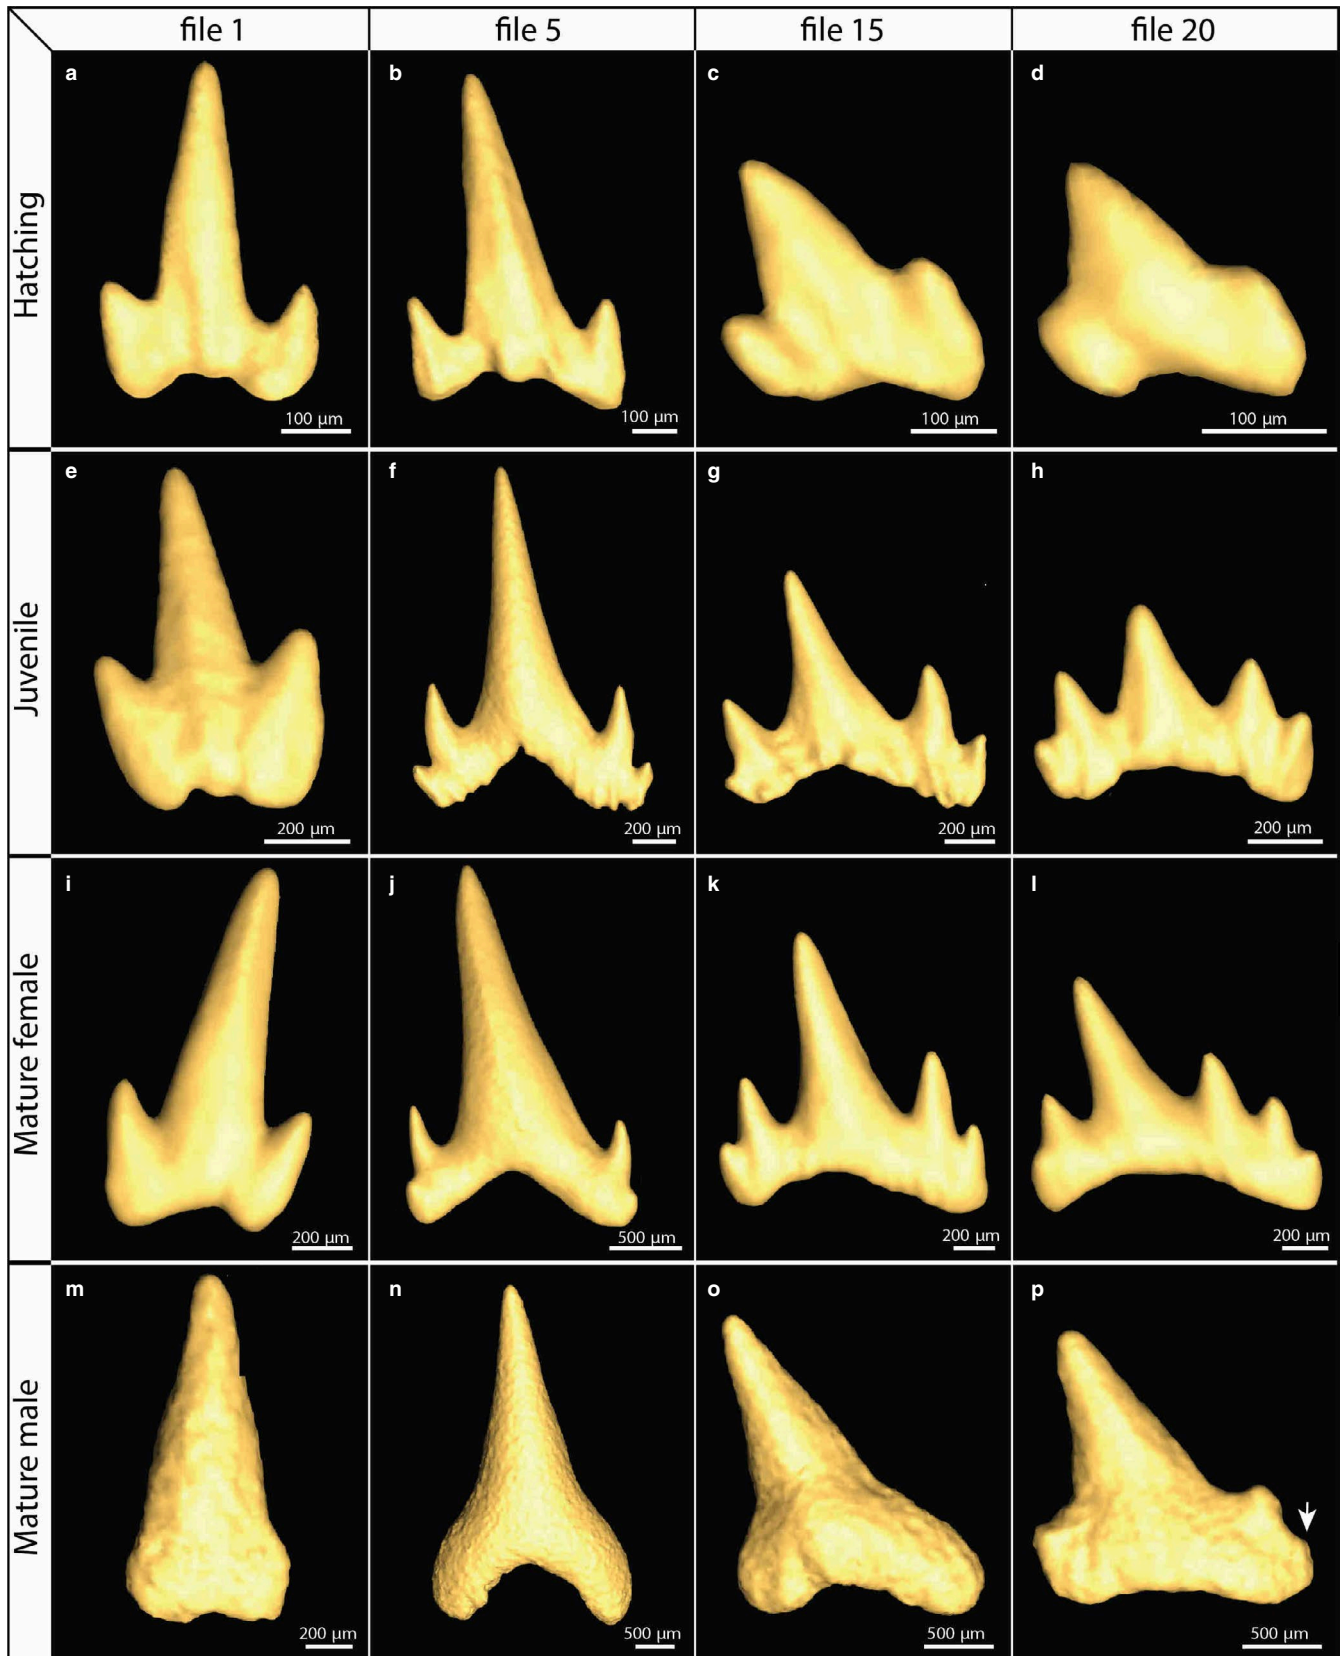 file 1 file 5 file 15 file 20
Hatching
a b c d
100 µm 100 µm 100 µm 100 µm
Juvenile
e f g h
200 µm 200 µm 200 µm 200 µm
Mature female
i j k l
200 µm 500 µm 200 µm 200 µm
Mature male
m n o p
200 µm 500 µm 500 µm 500 µm